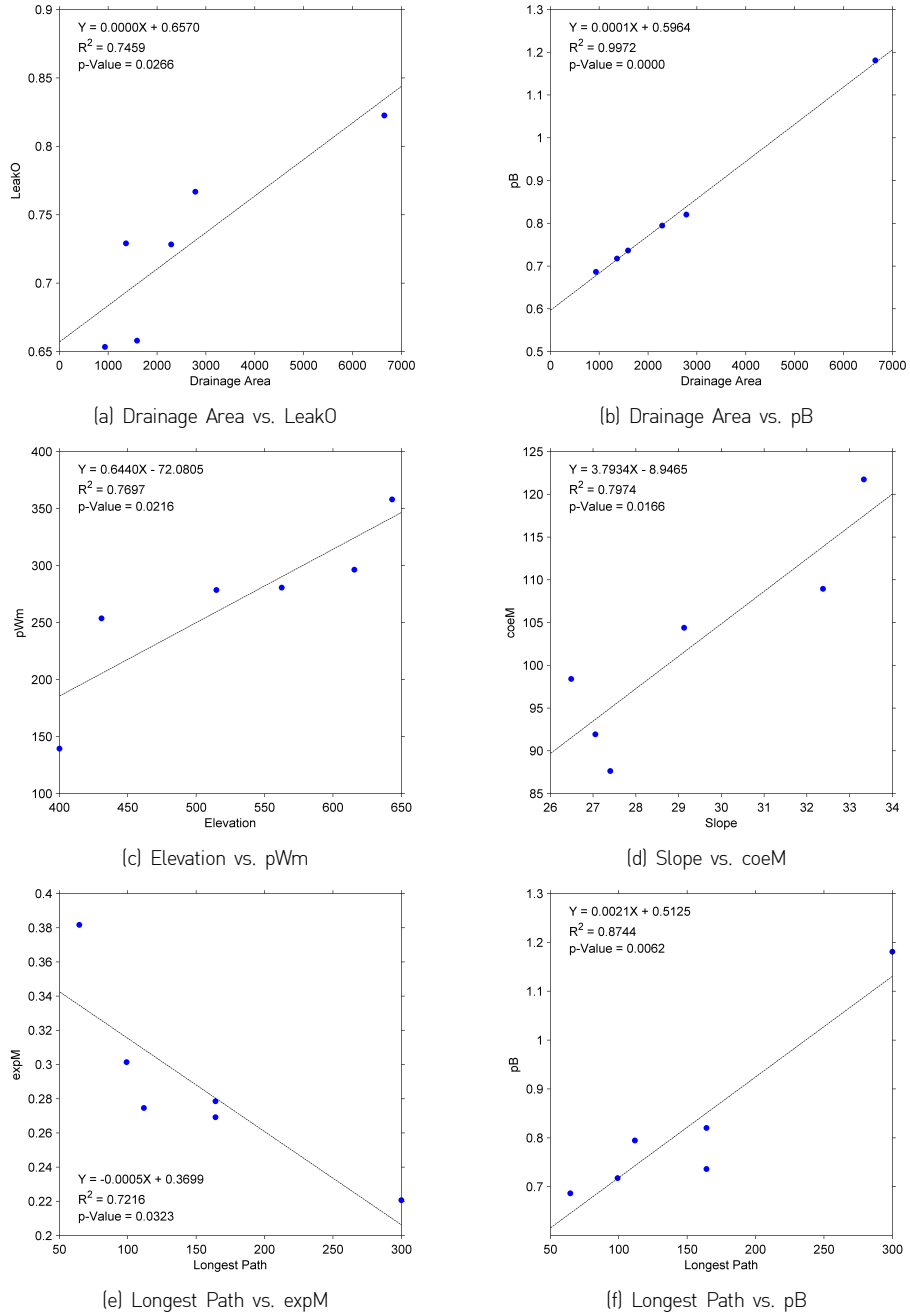 0.9
Y = 0.0000X + 0.6570
R² = 0.7459
p-Value = 0.0266
0.85
0.8
LeakO
0.75
0.7
0.65
0 1000 2000 3000 4000 5000 6000 7000
Drainage Area
(a) Drainage Area vs. LeakO
1.3
Y = 0.0001X + 0.5964
R² = 0.9972
p-Value = 0.0000
1.2
1.1
1
0.9
pB
0.8
0.7
0.6
0.5
0 1000 2000 3000 4000 5000 6000 7000
Drainage Area
(b) Drainage Area vs. pB
400
Y = 0.6440X - 72.0805
R² = 0.7697
p-Value = 0.0216
350
300
250
pWm
200
150
100
400 450 500 550 600 650
Elevation
(c) Elevation vs. pWm
125
Y = 3.7934X - 8.9465
R² = 0.7974
p-Value = 0.0166
120
115
110
105
coeM
100
95
90
85
26 27 28 29 30 31 32 33 34
Slope
(d) Slope vs. coeM
0.4
0.38
0.36
0.34
0.32
0.3
expM
0.28
0.26
0.24
Y = -0.0005X + 0.3699
R² = 0.7216
p-Value = 0.0323
0.22
0.2
50 100 150 200 250 300
Longest Path
(e) Longest Path vs. expM
1.3
Y = 0.0021X + 0.5125
R² = 0.8744
p-Value = 0.0062
1.2
1.1
1
pB
0.9
0.8
0.7
50 100 150 200 250 300
Longest Path
(f) Longest Path vs. pB